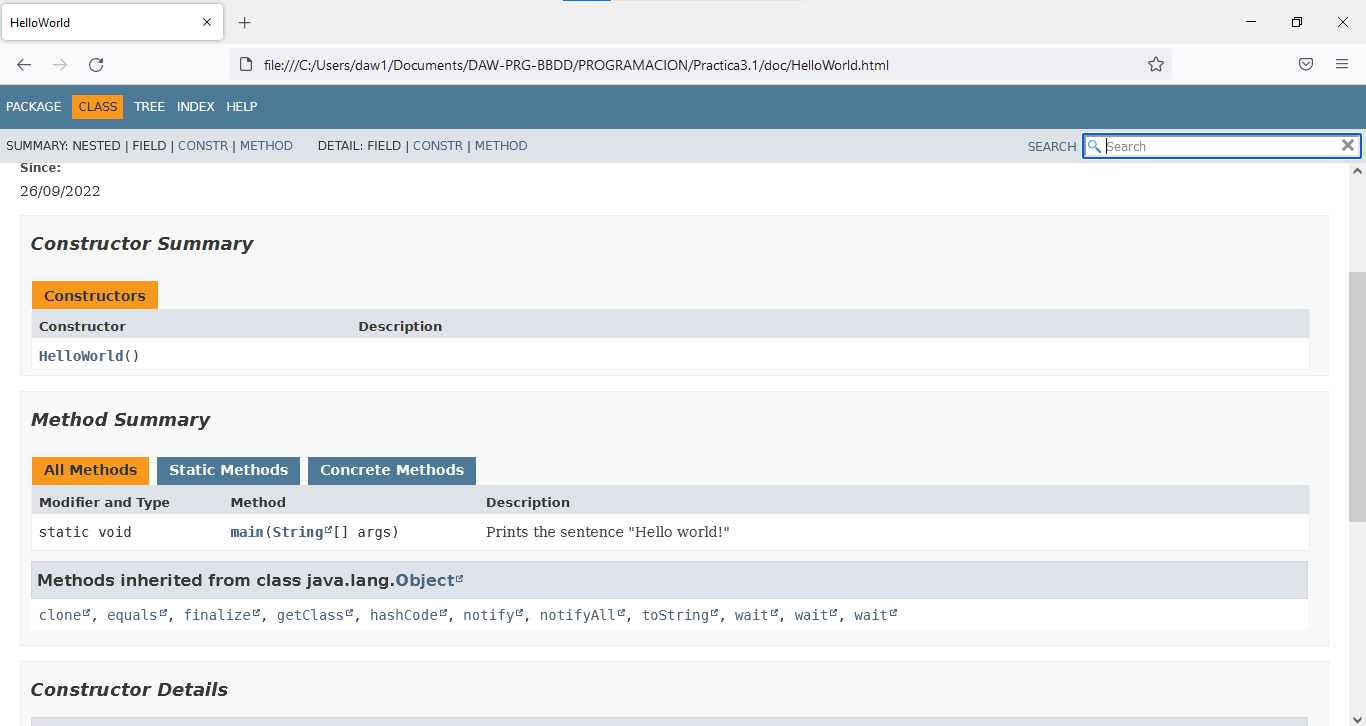 HelloWorld
file:///C:/Users/daw1/Documents/DAW-PRG-BBDD/PROGRAMACION/Practica3.1/doc/HelloWorld.html
PACKAGE CLASS TREE INDEX HELP
SUMMARY: NESTED | FIELD | CONSTR | METHOD DETAIL: FIELD | CONSTR | METHOD SEARCH Search
Since:
26/09/2022
Constructor Summary
Constructors
Constructor Description
HelloWorld()
Method Summary
All Methods Static Methods Concrete Methods
Modifier and Type Method Description
static void main(String[] args) Prints the sentence "Hello world!"
Methods inherited from class java.lang.Object
clone, equals, finalize, getClass, hashCode, notify, notifyAll, toString, wait, wait, wait
Constructor Details